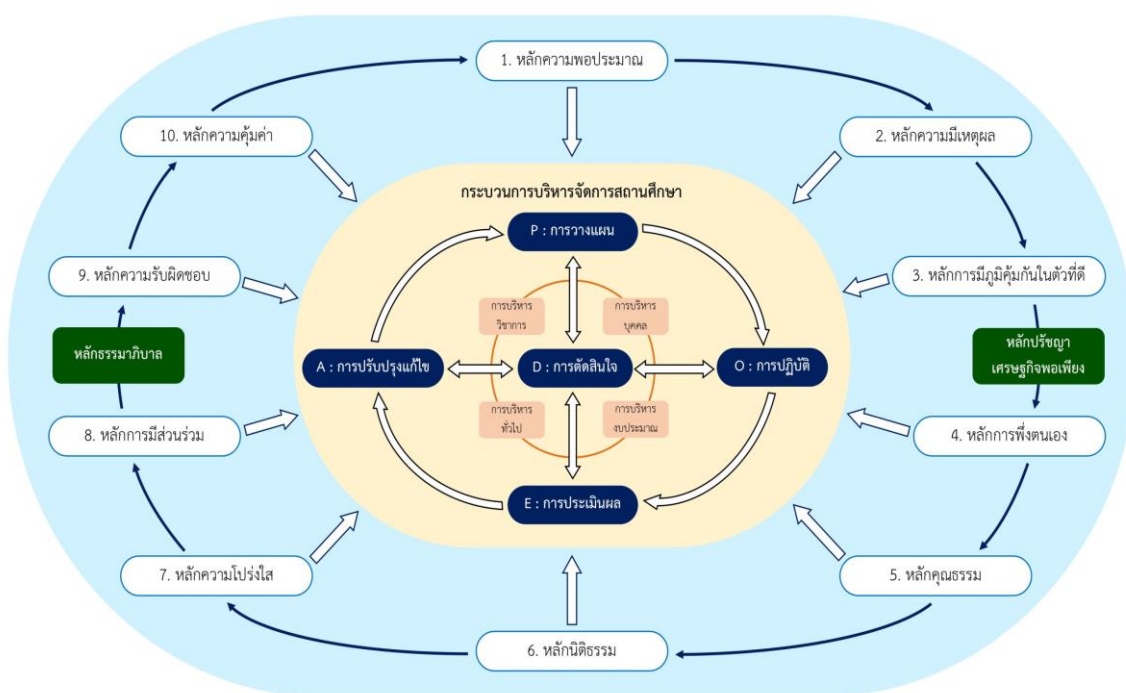 1. หลักความพอประมาณ
10. หลักความคุ้มค่า
2. หลักความมีเหตุผล
กระบวนการบริหารจัดการสถานศึกษา
P : การวางแผน
9. หลักความรับผิดชอบ
3. หลักการมีภูมิคุ้มกันในตัวที่ดี
การบริหาร
วิชาการ
การบริหาร
บุคคล
หลักธรรมาภิบาล
A : การปรับปรุงแก้ไข
D : การตัดสินใจ
O : การปฏิบัติ
หลักปรัชญา
เศรษฐกิจพอเพียง
การบริหาร
ทั่วไป
การบริหาร
งบประมาณ
8. หลักการมีส่วนร่วม
4. หลักการพึ่งตนเอง
E : การประเมินผล
7. หลักความโปร่งใส
5. หลักคุณธรรม
6. หลักนิติธรรม